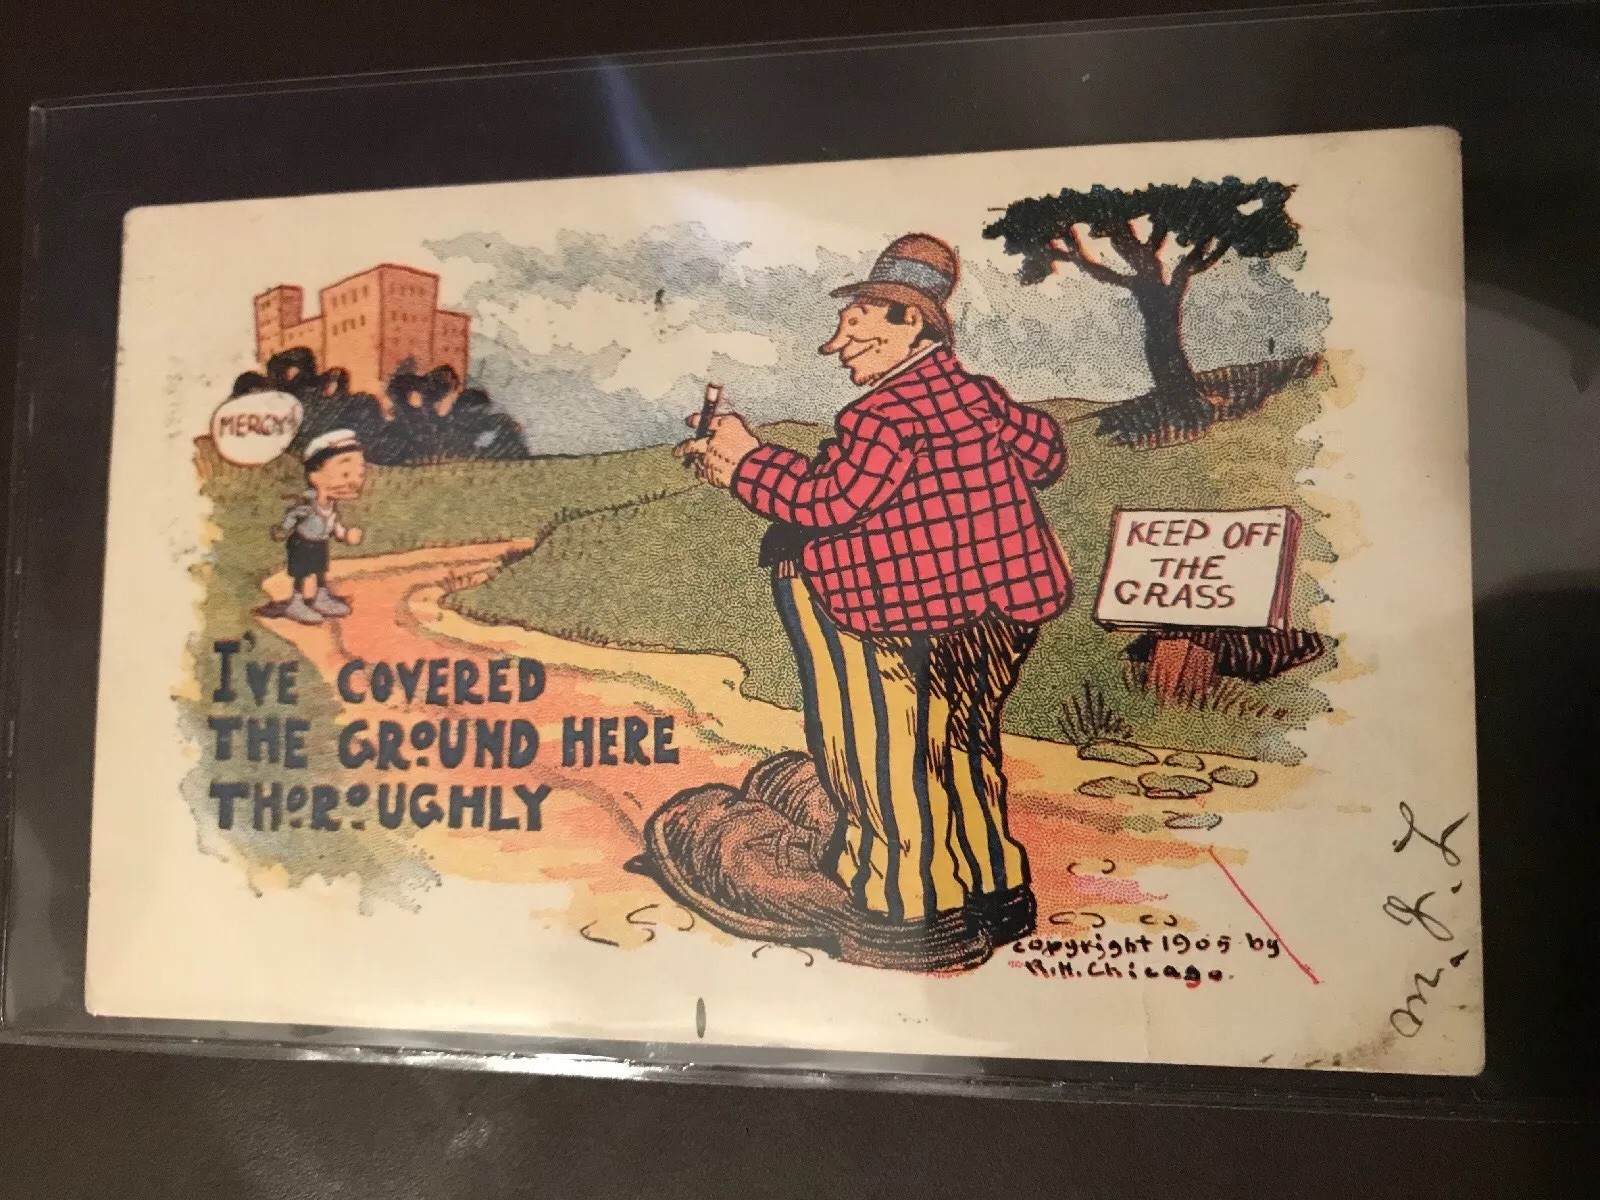 MERCY!
I'VE COVERED
THE GROUND HERE
THOROUGHLY
KEEP OFF
THE
GRASS
copyright 1905 by
R.H. Chicago.
M. J. L